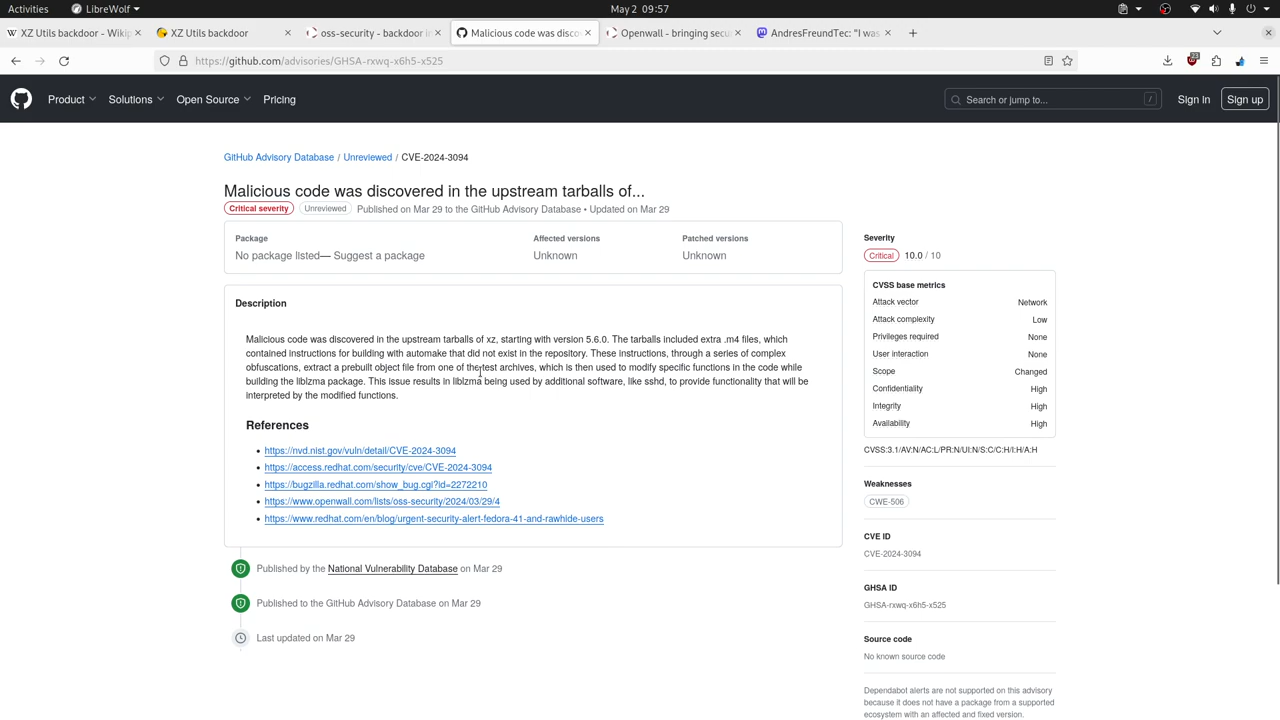 Activities LibreWolf May 2 09:57
XZ Utils backdoor - Wikip XZ Utils backdoor oss-security - backdoor in Malicious code was disco Openwall - bringing secu AndresFreundTec: "I was
https://github.com/advisories/GHSA-rxwq-x6h5-x525 23
Product Solutions Open Source Pricing Search or jump to... / Sign in Sign up
GitHub Advisory Database / Unreviewed / CVE-2024-3094
Malicious code was discovered in the upstream tarballs of...
Critical severity Unreviewed Published on Mar 29 to the GitHub Advisory Database • Updated on Mar 29
Package Affected versions Patched versions
No package listed— Suggest a package Unknown Unknown
Description
Malicious code was discovered in the upstream tarballs of xz, starting with version 5.6.0. The tarballs included extra .m4 files, which
contained instructions for building with automake that did not exist in the repository. These instructions, through a series of complex
obfuscations, extract a prebuilt object file from one of the test archives, which is then used to modify specific functions in the code while
building the liblzma package. This issue results in liblzma being used by additional software, like sshd, to provide functionality that will be
interpreted by the modified functions.
References
• https://nvd.nist.gov/vuln/detail/CVE-2024-3094
• https://access.redhat.com/security/cve/CVE-2024-3094
• https://bugzilla.redhat.com/show_bug.cgi?id=2272210
• https://www.openwall.com/lists/oss-security/2024/03/29/4
• https://www.redhat.com/en/blog/urgent-security-alert-fedora-41-and-rawhide-users
Published by the National Vulnerability Database on Mar 29
Published to the GitHub Advisory Database on Mar 29
Last updated on Mar 29
Severity
Critical 10.0 / 10
CVSS base metrics
Attack vector Network
Attack complexity Low
Privileges required None
User interaction None
Scope Changed
Confidentiality High
Integrity High
Availability High
CVSS:3.1/AV:N/AC:L/PR:N/UI:N/S:C/C:H/I:H/A:H
Weaknesses
CWE-506
CVE ID
CVE-2024-3094
GHSA ID
GHSA-rxwq-x6h5-x525
Source code
No known source code
Dependabot alerts are not supported on this advisory
because it does not have a package from a supported
ecosystem with an affected and fixed version.